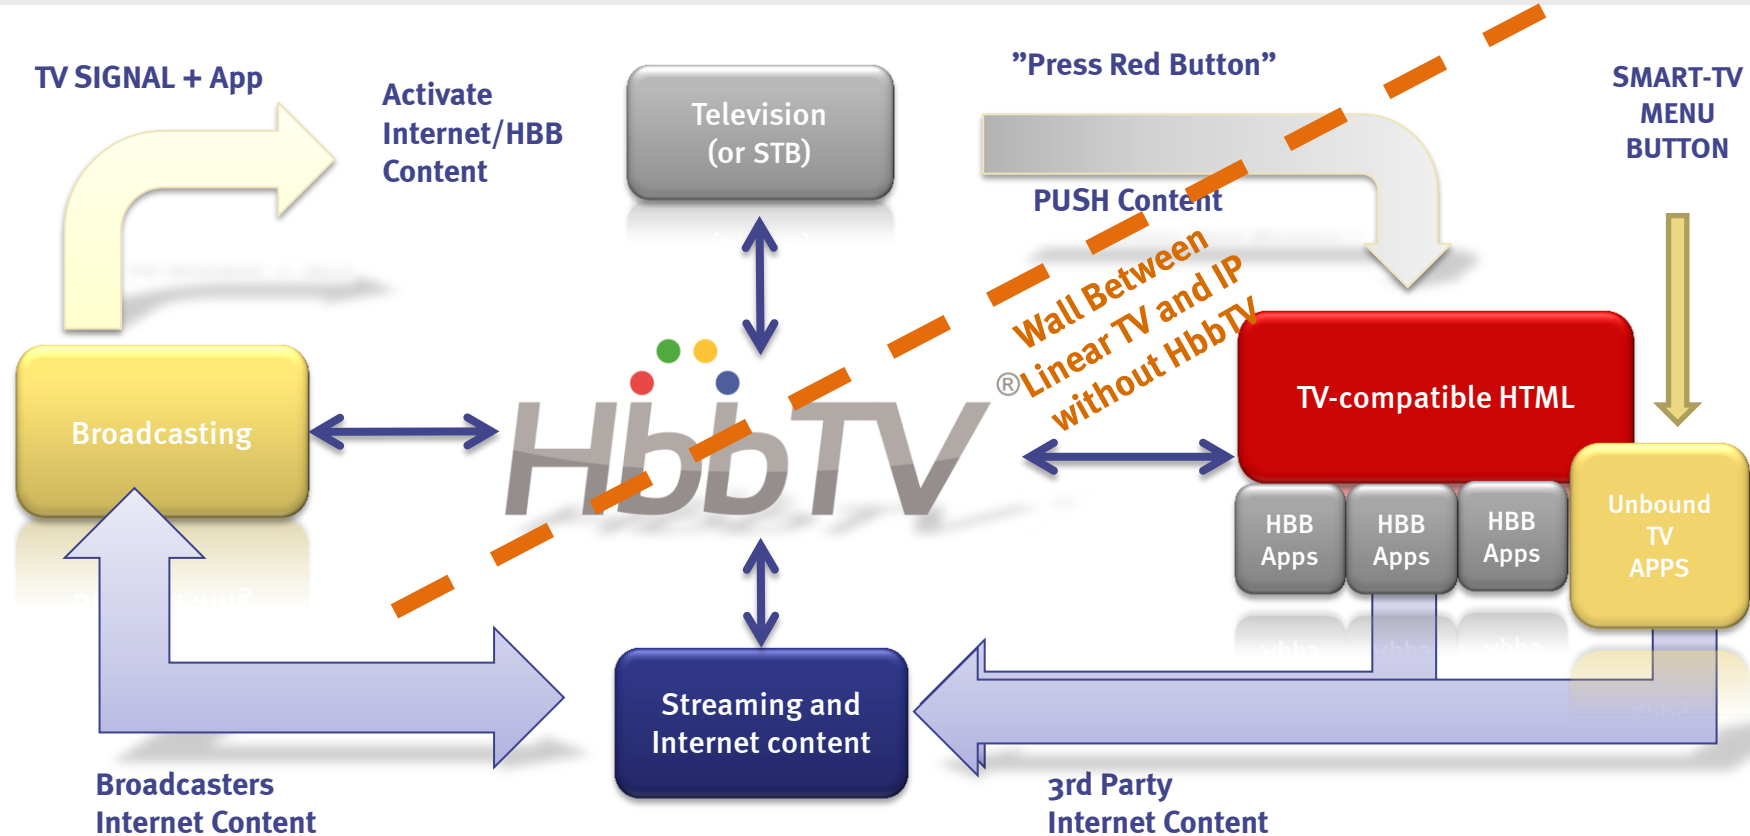 TV SIGNAL + App
Activate
Internet/HBB
Content
Television
(or STB)
”Press Red Button”
PUSH Content
SMART-TV
MENU
BUTTON
Wall Between
Linear TV and IP
without HbbTV
Broadcasting
HbbTV®
TV-compatible HTML
HBB
Apps
HBB
Apps
HBB
Apps
Unbound
TV
APPS
Streaming and
Internet content
Broadcasters
Internet Content
3rd Party
Internet Content